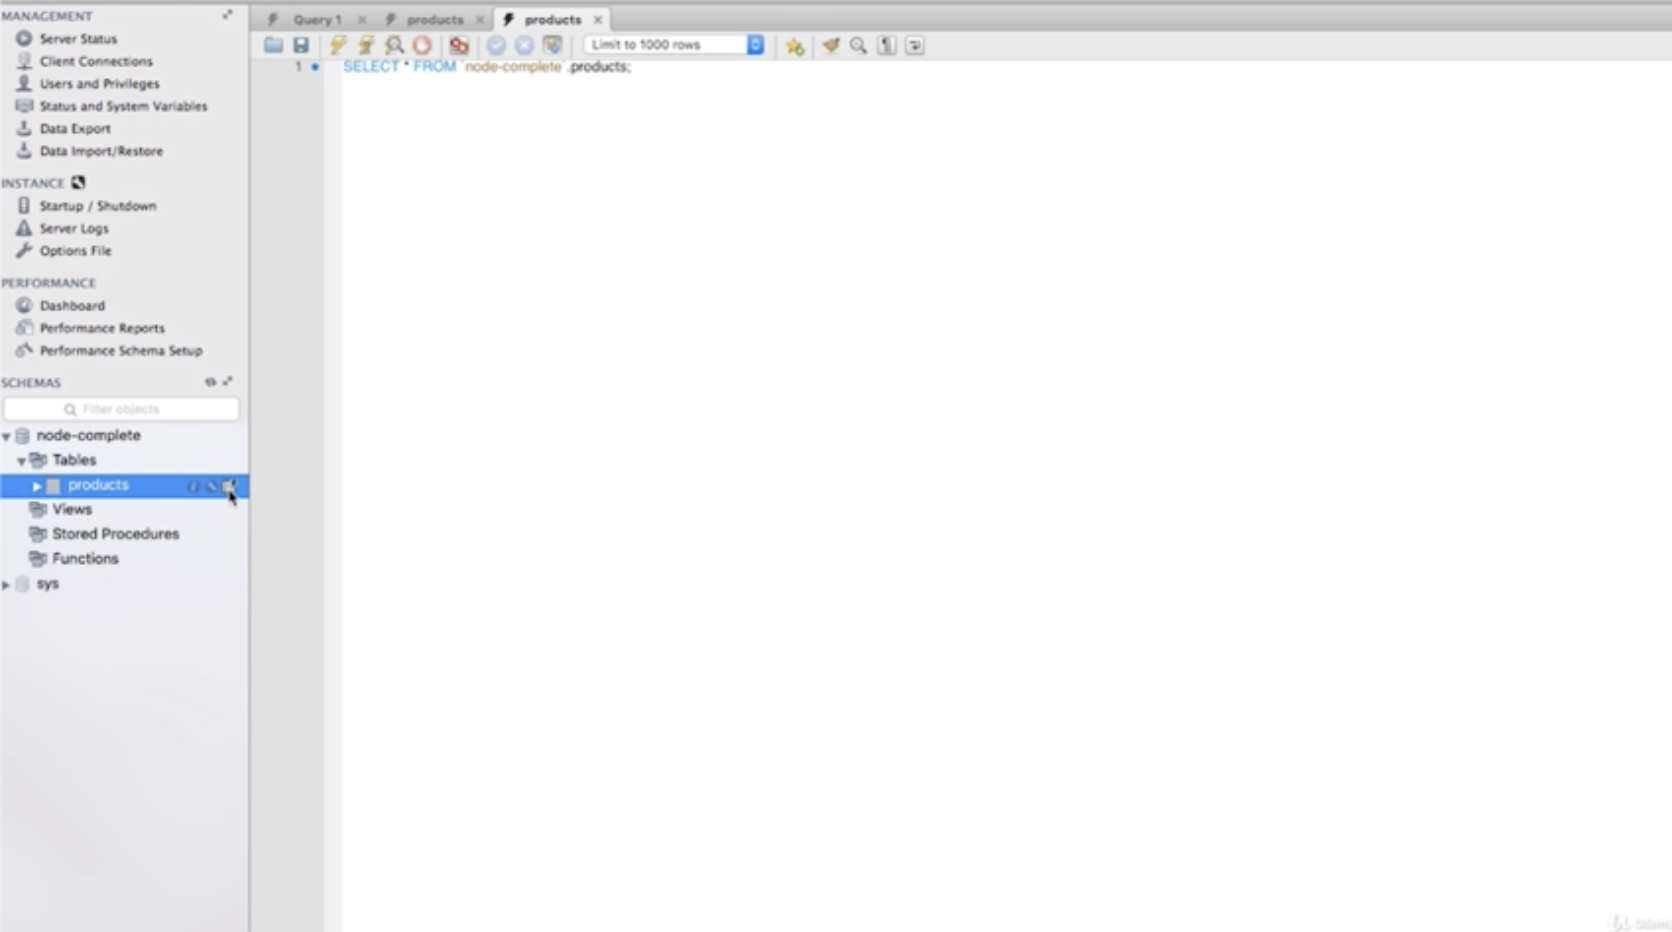 MANAGEMENT
Server Status
Client Connections
Users and Privileges
Status and System Variables
Data Export
Data Import/Restore
INSTANCE
Startup / Shutdown
Server Logs
Options File
PERFORMANCE
Dashboard
Performance Reports
Performance Schema Setup
SCHEMAS
Filter objects
node-complete
Tables
products
Views
Stored Procedures
Functions
sys
Query 1 products products
Limit to 1000 rows
1 SELECT * FROM `node-complete`.products;
Udemy